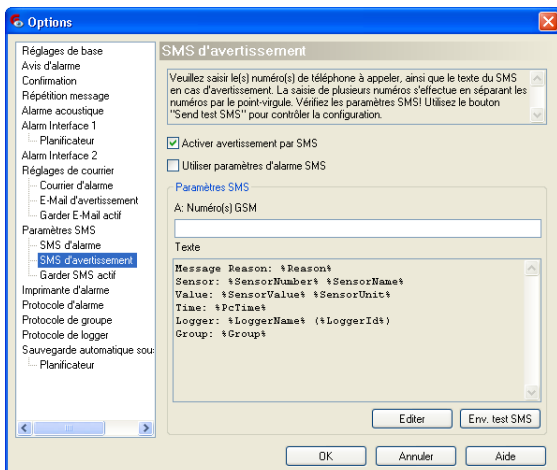 Options
Réglages de base
Avis d'alarme
Confirmation
Répétition message
Alarme acoustique
Alarm Interface 1
Planificateur
Alarm Interface 2
Réglages de courrier
Courrier d'alarme
E-Mail d'avertissement
Garder E-Mail actif
Paramètres SMS
SMS d'alarme
SMS d'avertissement
Garder SMS actif
Imprimante d'alarme
Protocole d'alarme
Protocole de groupe
Protocole de logger
Sauvegarde automatique sou
Planificateur
SMS d'avertissement
Veuillez saisir le(s) numéro(s) de téléphone à appeler, ainsi que le texte du SMS
en cas d'avertissement. La saisie de plusieurs numéros s'effectue en séparant les
numéros par le point-virgule. Vérifiez les paramètres SMS! Utilisez le bouton
"Send test SMS" pour contrôler la configuration.
Activer avertissement par SMS
Utiliser paramètres d'alarme SMS
Paramètres SMS
A: Numéro(s) GSM
Texte
Message Reason: %Reason%
Sensor: %SensorNumber% %SensorName%
Value: %SensorValue% %SensorUnit%
Time: %PcTime%
Logger: %LoggerName% (%LoggerId%)
Group: %Group%
Editer
Env. test SMS
OK
Annuler
Aide